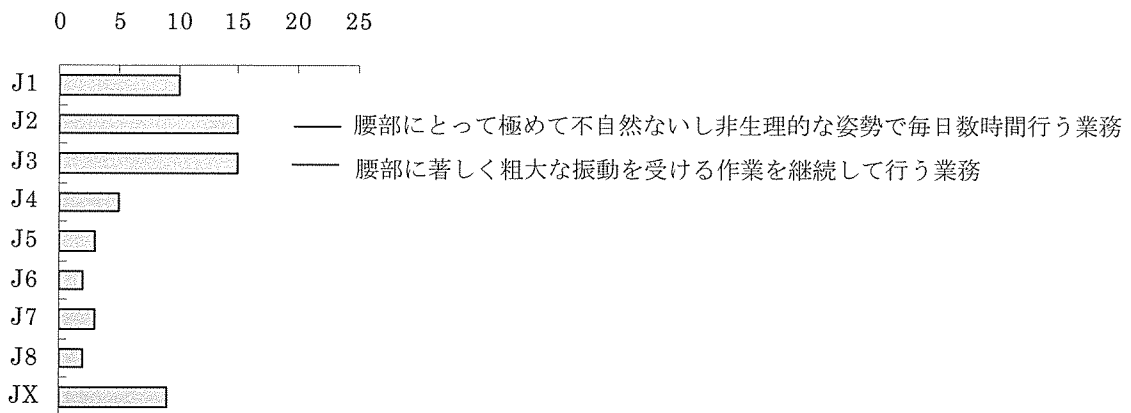 0 5 10 15 20 25
J1
J2 腰部にとって極めて不自然ないし非生理的な姿勢で毎日数時間行う業務
J3 腰部に著しく粗大な振動を受ける作業を継続して行う業務
J4
J5
J6
J7
J8
JX